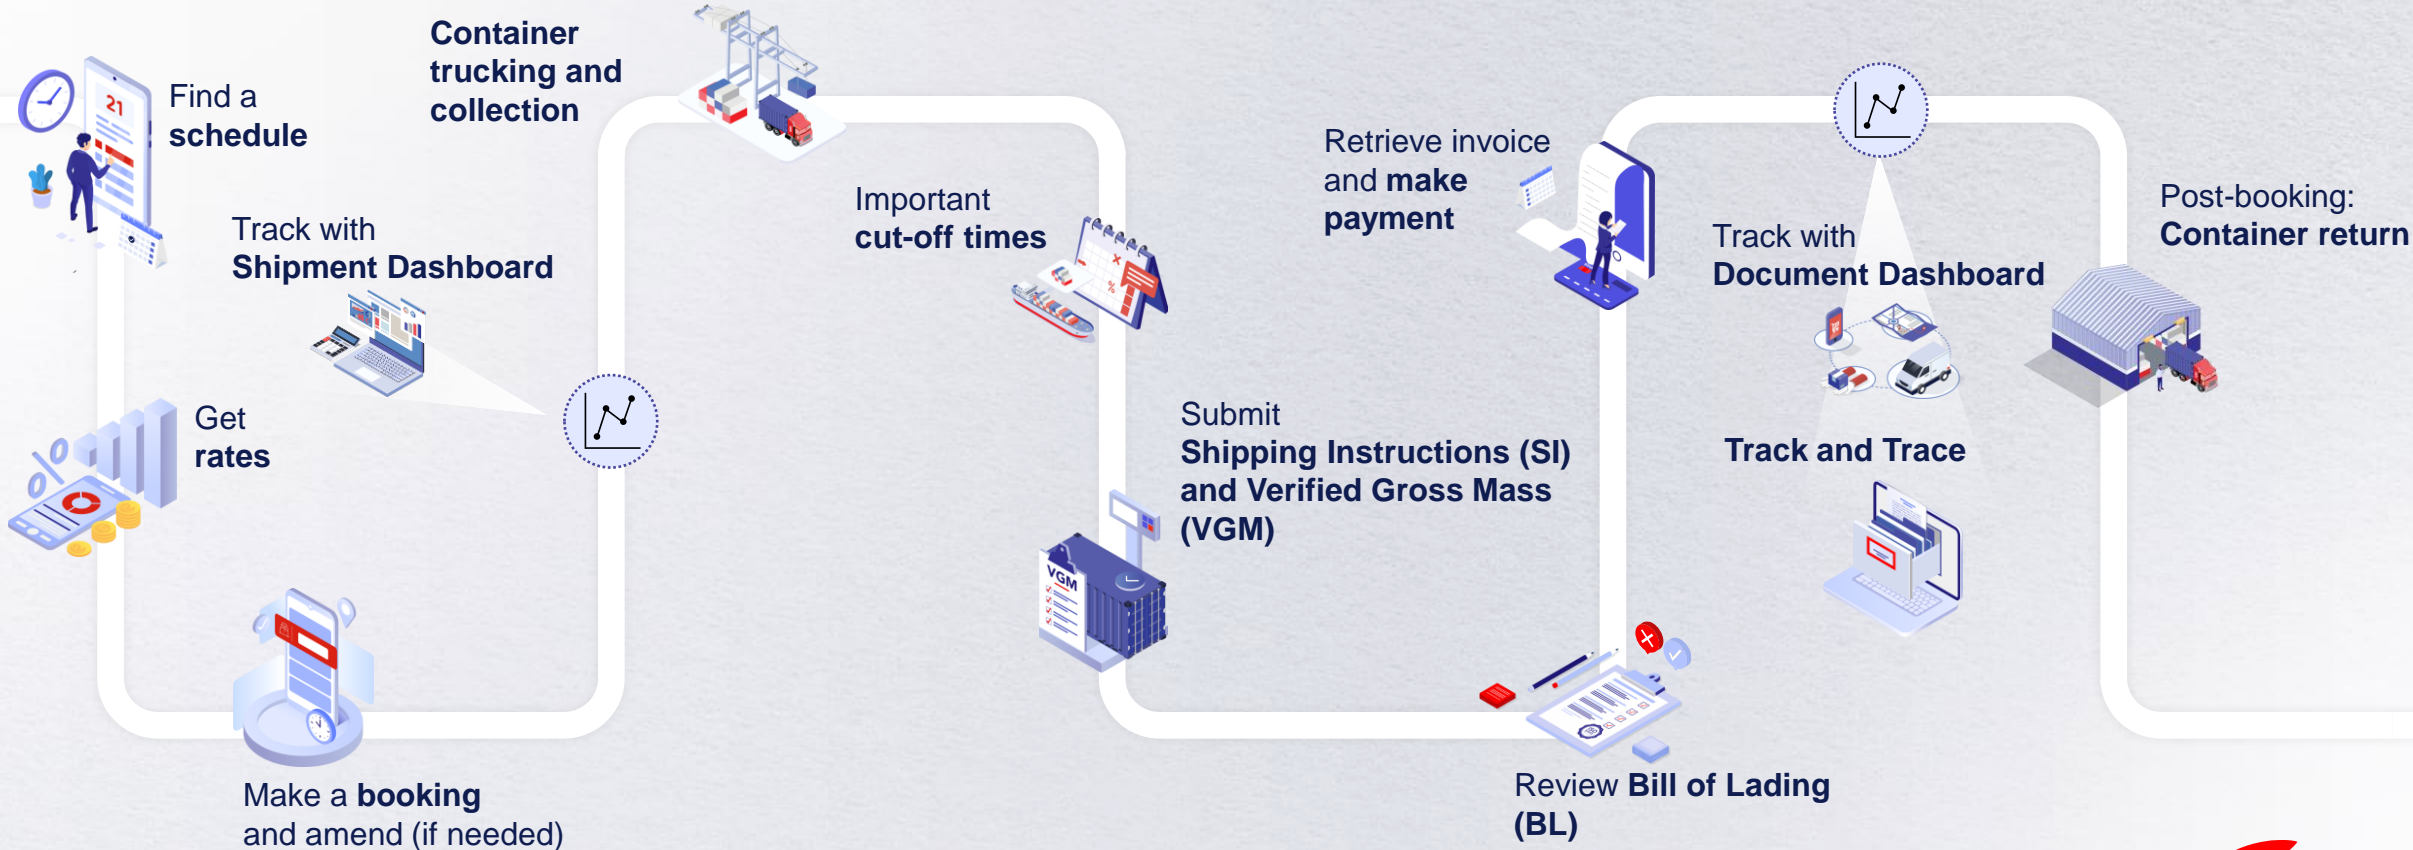 Find a
schedule
21
Track with
Shipment Dashboard
Get
rates
Make a booking
and amend (if needed)
Container
trucking and
collection
Important
cut-off times
Submit
Shipping Instructions (SI)
and Verified Gross Mass
(VGM)
VGM
Review Bill of Lading
(BL)
Retrieve invoice
and make
payment
Track with
Document Dashboard
Track and Trace
Post-booking:
Container return